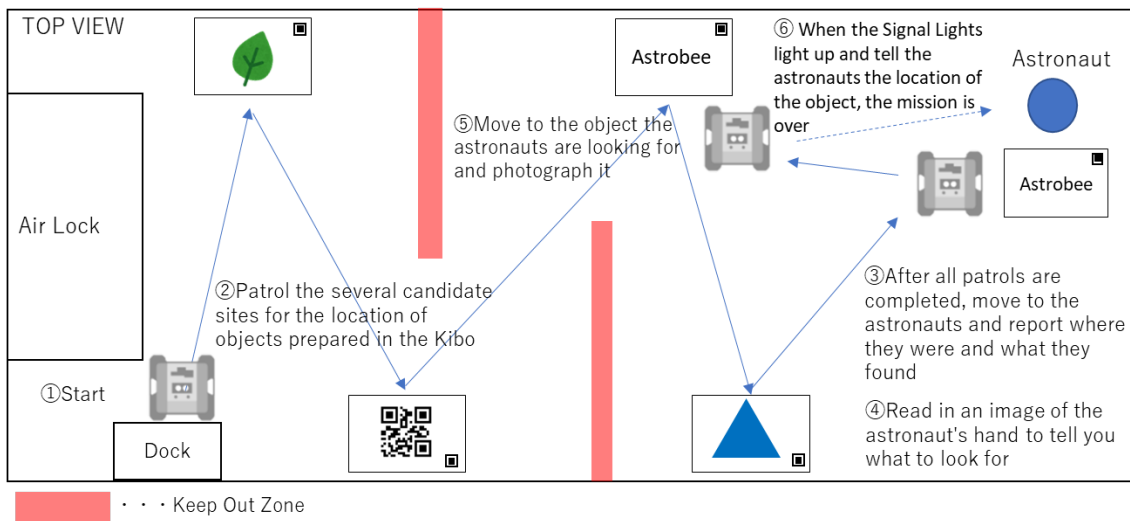 TOP VIEW
Astrobee
⑥ When the Signal Lights
light up and tell the
astronauts the location of
the object, the mission is
over
Astronaut
⑤Move to the object the
astronauts are looking for
and photograph it
Astrobee
Air Lock
②Patrol the several candidate
sites for the location of
objects prepared in the Kibo
③After all patrols are
completed, move to the
astronauts and report where
they were and what they
found
①Start
④Read in an image of the
astronaut's hand to tell you
what to look for
Dock
・・・Keep Out Zone